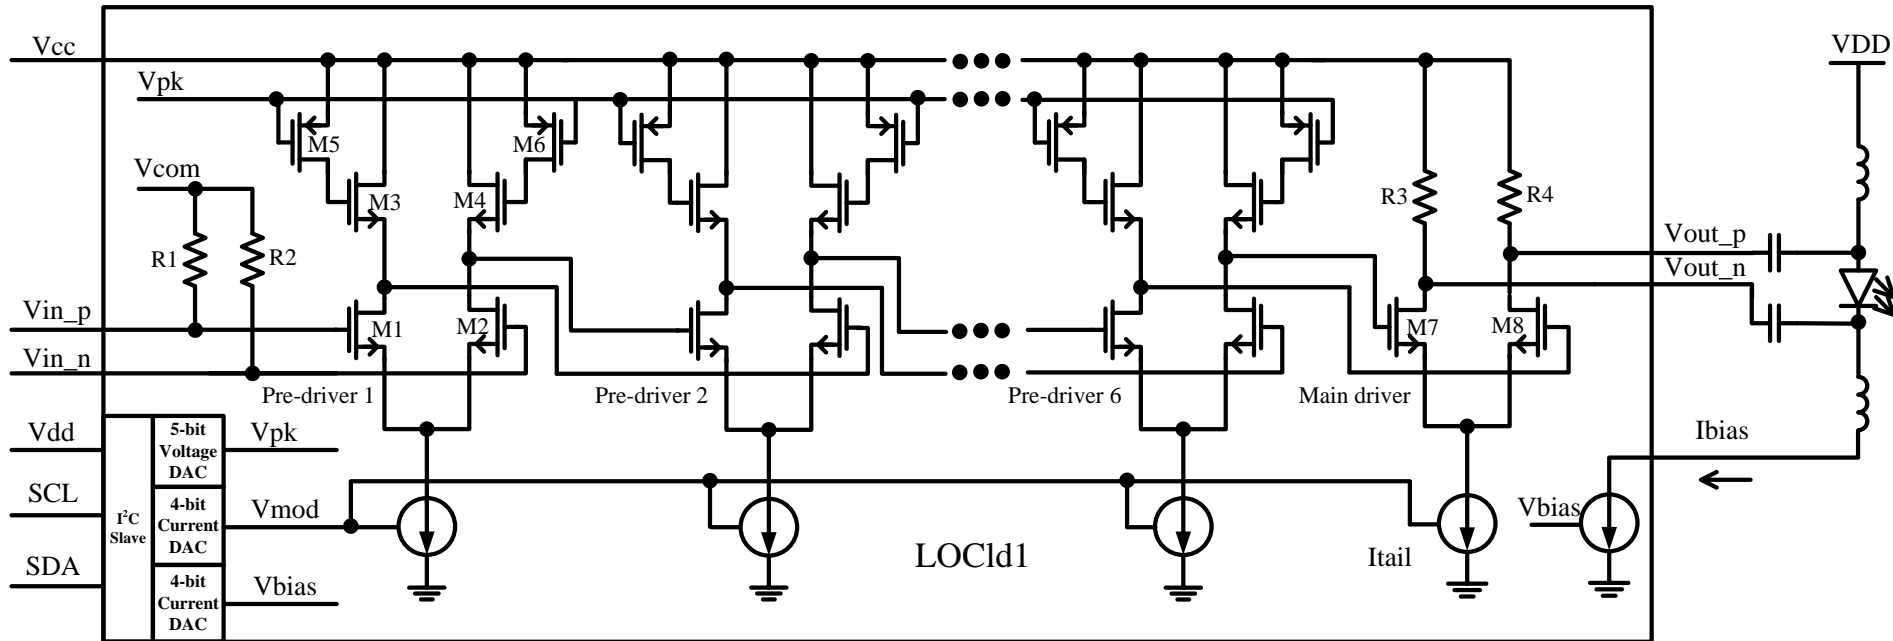 Vcc
VDD
Vpk
M5
M6
Vcom
M3
M4
R3
R4
R1
R2
Vout_p
Vout_n
Vin_p
M1
M2
M7
M8
Vin_n
Pre-driver 1
Pre-driver 2
Pre-driver 6
Main driver
Vdd
5-bit
Voltage
DAC
Vpk
Ibias
SCL
I²C
Slave
4-bit
Current
DAC
Vmod
Vbias
SDA
4-bit
Current
DAC
Vbias
LOCld1
Itail